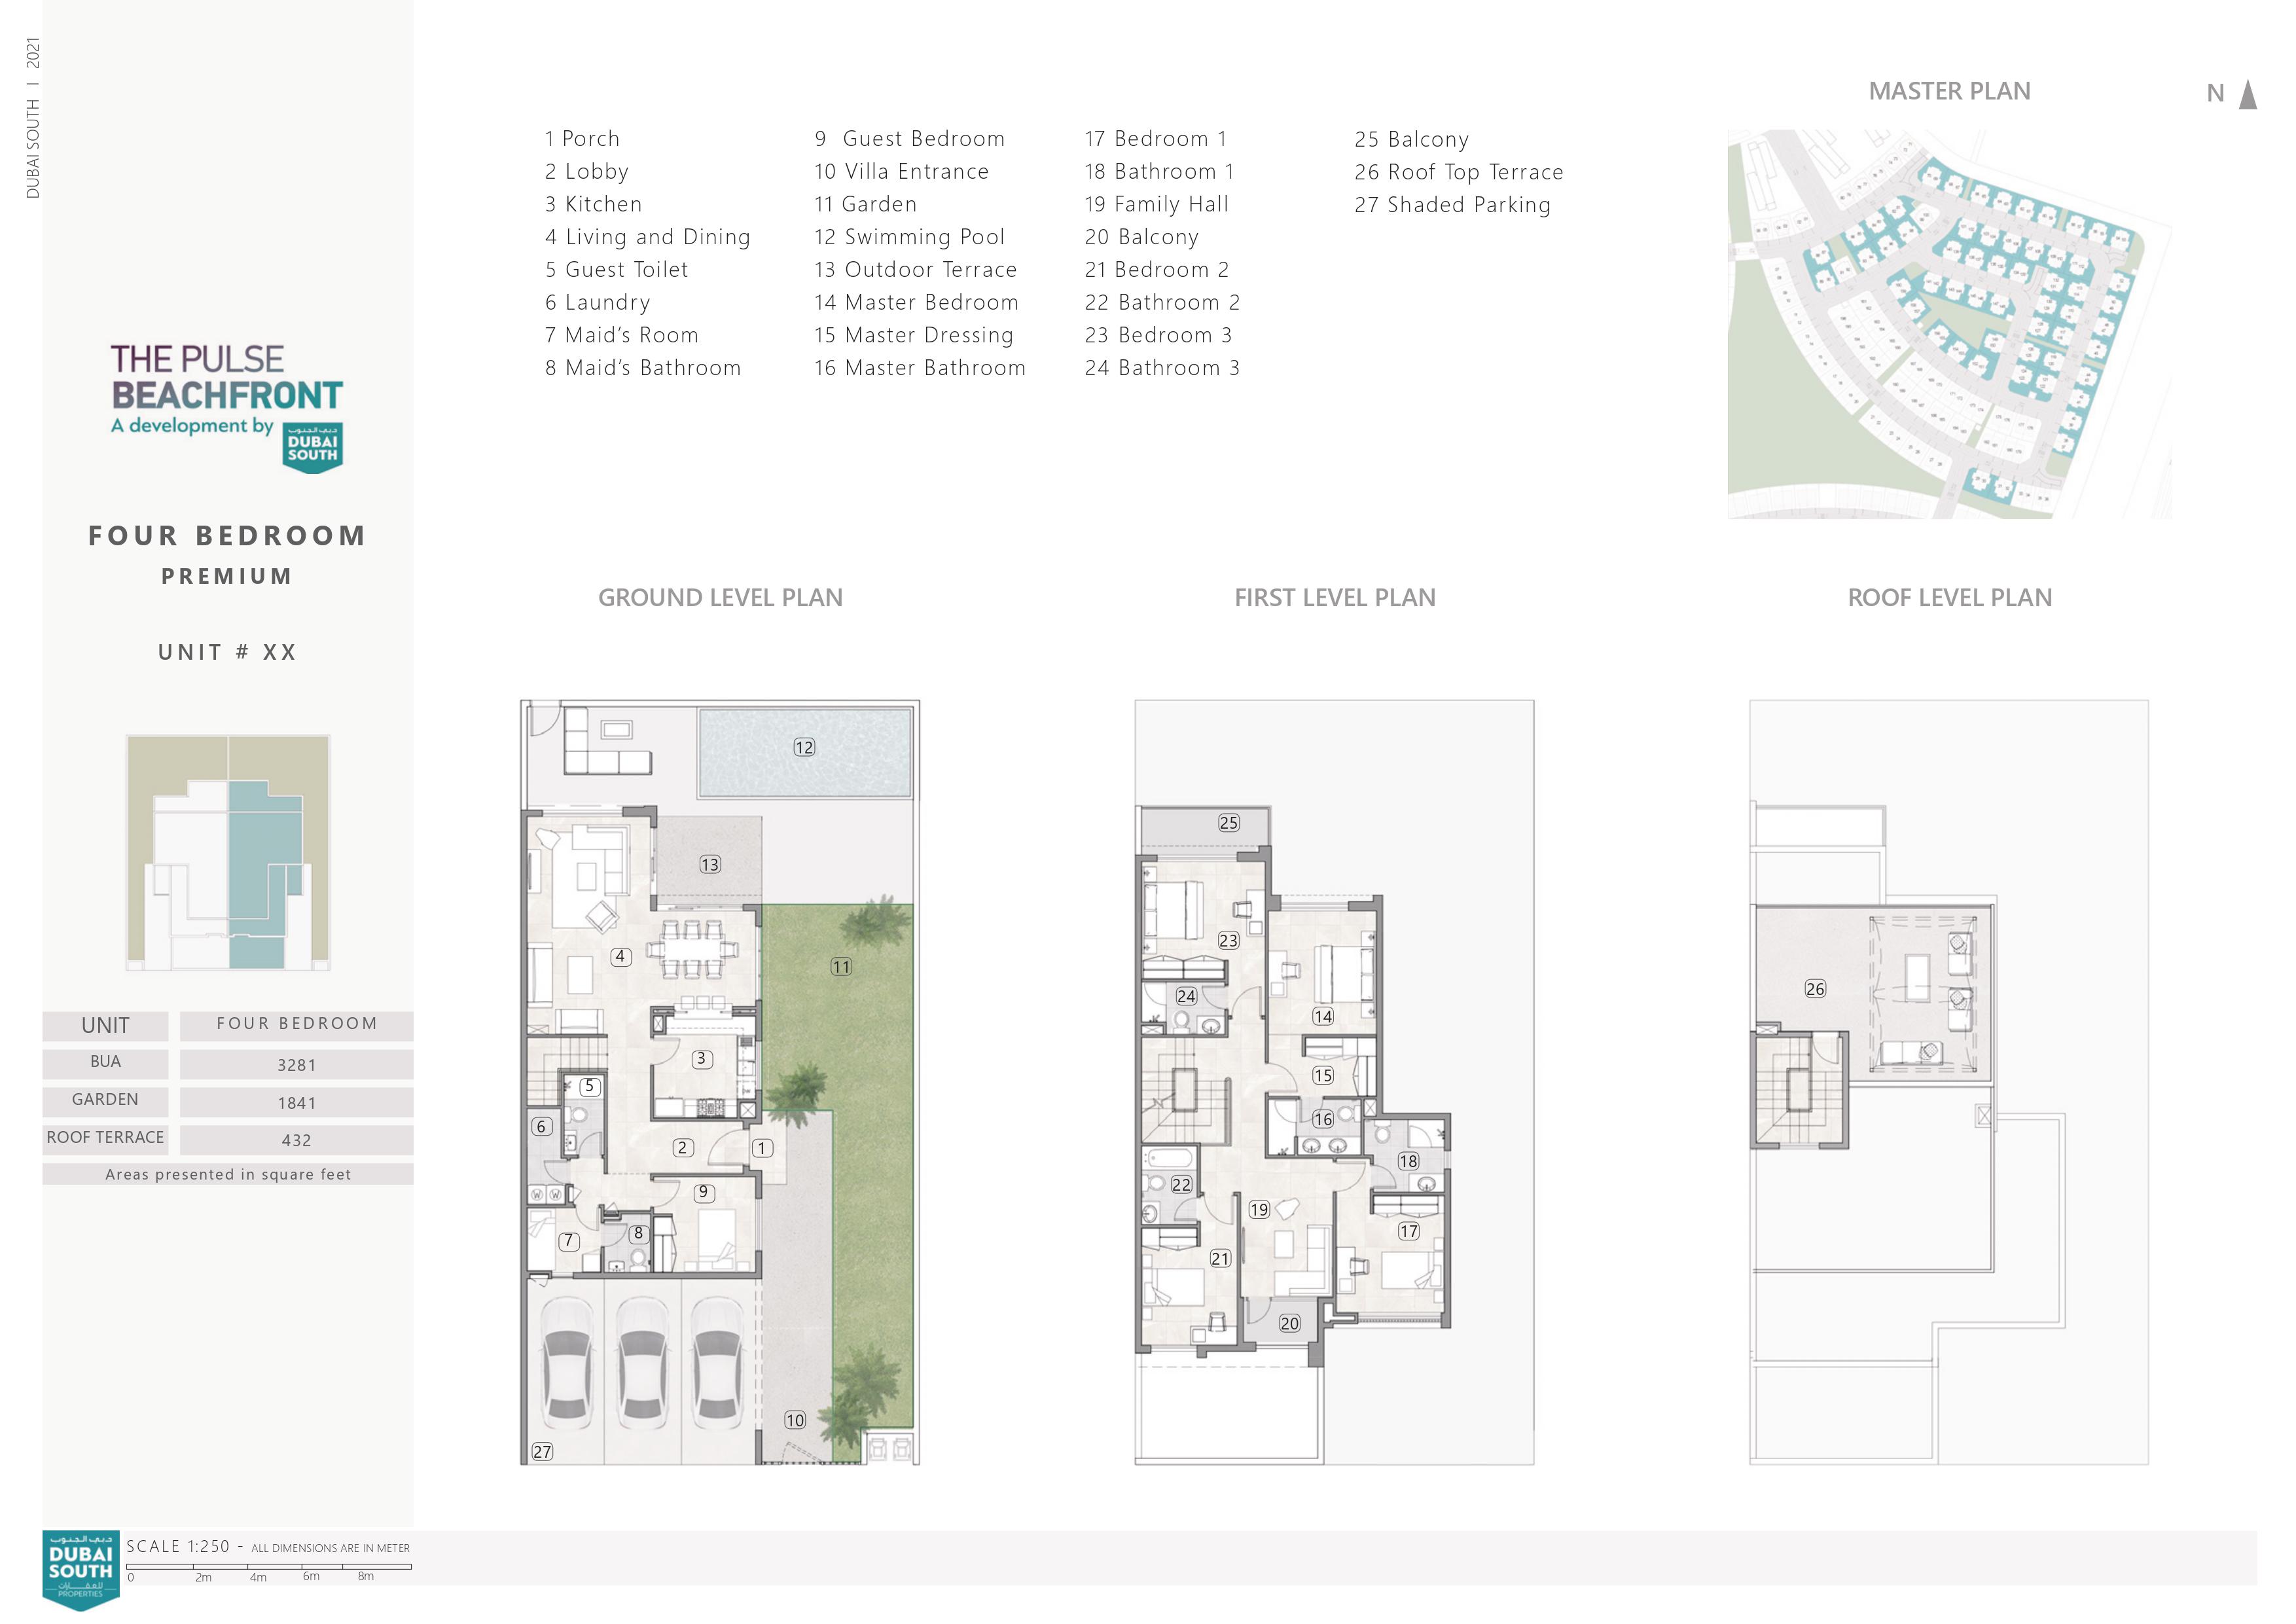 DUBAI SOUTH I 2021
THE PULSE
BEACHFRONT
A development by
دبي الجنوب
DUBAI
SOUTH
FOUR BEDROOM
PREMIUM
UNIT # XX
UNIT FOUR BEDROOM
BUA 3281
GARDEN 1841
ROOF TERRACE 432
Areas presented in square feet
1 Porch
2 Lobby
3 Kitchen
4 Living and Dining
5 Guest Toilet
6 Laundry
7 Maid’s Room
8 Maid’s Bathroom
9 Guest Bedroom
10 Villa Entrance
11 Garden
12 Swimming Pool
13 Outdoor Terrace
14 Master Bedroom
15 Master Dressing
16 Master Bathroom
17 Bedroom 1
18 Bathroom 1
19 Family Hall
20 Balcony
21 Bedroom 2
22 Bathroom 2
23 Bedroom 3
24 Bathroom 3
25 Balcony
26 Roof Top Terrace
27 Shaded Parking
MASTER PLAN
N
GROUND LEVEL PLAN
12
13
4
11
3
5
6
2
1
9
8
7
10
27
W W
FIRST LEVEL PLAN
25
23
24
14
15
16
18
22
19
17
21
20
ROOF LEVEL PLAN
26
دبي الجنوب
DUBAI
SOUTH
للعقارات
PROPERTIES
SCALE 1:250 - ALL DIMENSIONS ARE IN METER
0 2m 4m 6m 8m